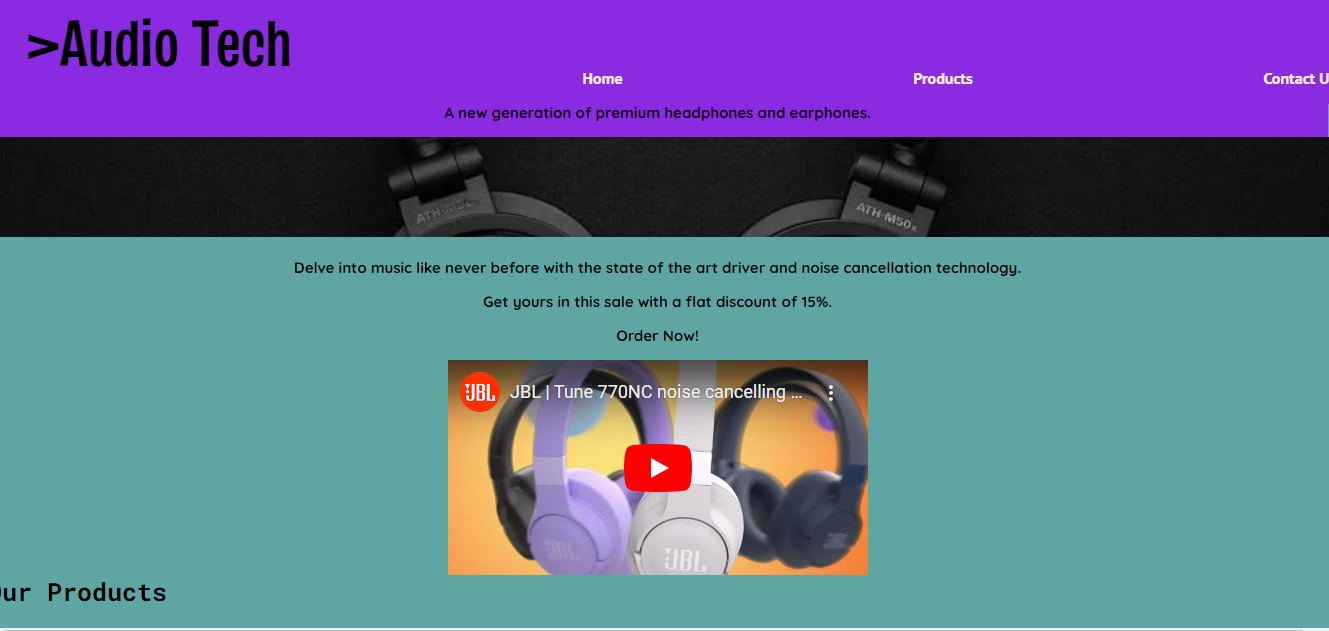 >Audio Tech
Home Products Contact U
A new generation of premium headphones and earphones.
ATH-M50x
Delve into music like never before with the state of the art driver and noise cancellation technology.
Get yours in this sale with a flat discount of 15%.
Order Now!
JBL JBL | Tune 770NC noise cancelling ...
JBL JBL
ur Products